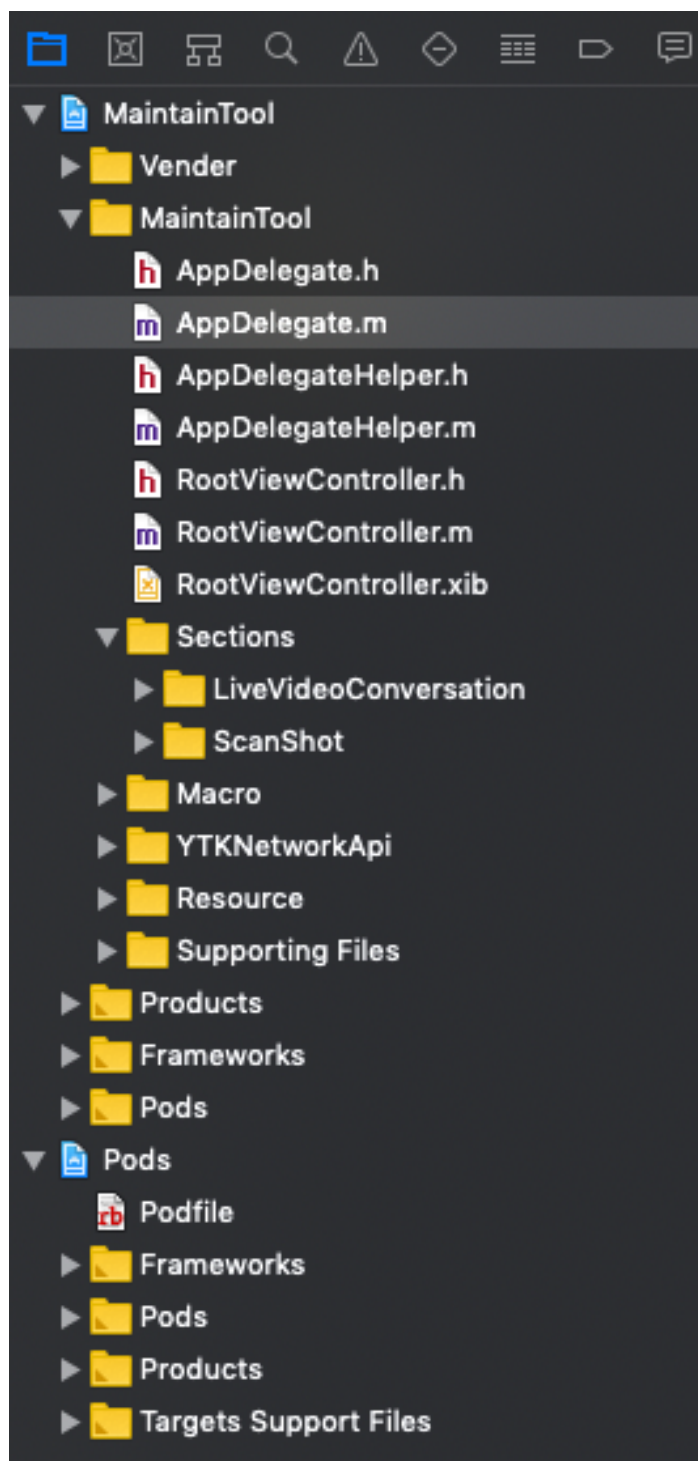 MaintainTool
Vender
MaintainTool
h AppDelegate.h
m AppDelegate.m
h AppDelegateHelper.h
m AppDelegateHelper.m
h RootViewController.h
m RootViewController.m
RootViewController.xib
Sections
LiveVideoConversation
ScanShot
Macro
YTKNetworkApi
Resource
Supporting Files
Products
Frameworks
Pods
Pods
rb Podfile
Frameworks
Pods
Products
Targets Support Files